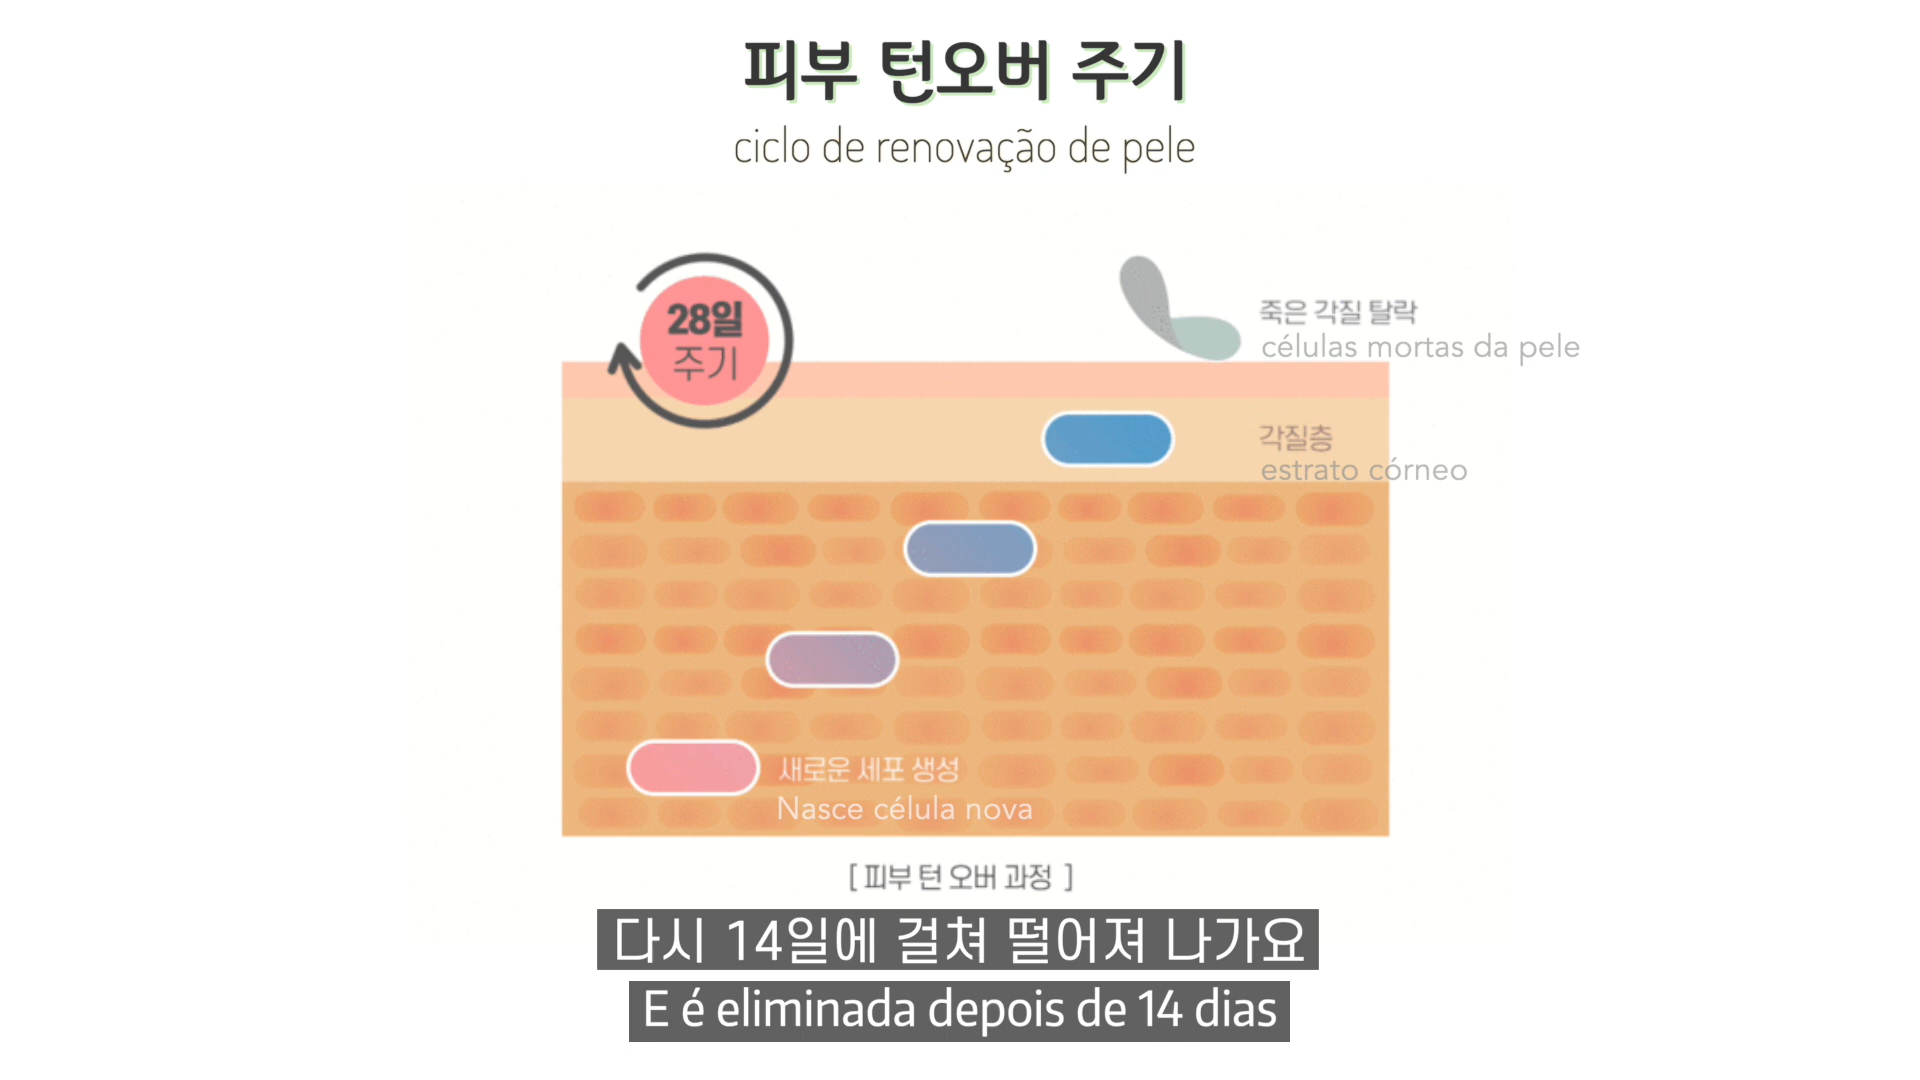 피부 턴오버 주기
ciclo de renovação de pele
28일
주기
죽은 각질 탈락
células mortas da pele
각질층
estrato córneo
새로운 세포 생성
Nasce célula nova
[ 피부 턴 오버 과정 ]
다시 14일에 걸쳐 떨어져 나가요
E é eliminada depois de 14 dias